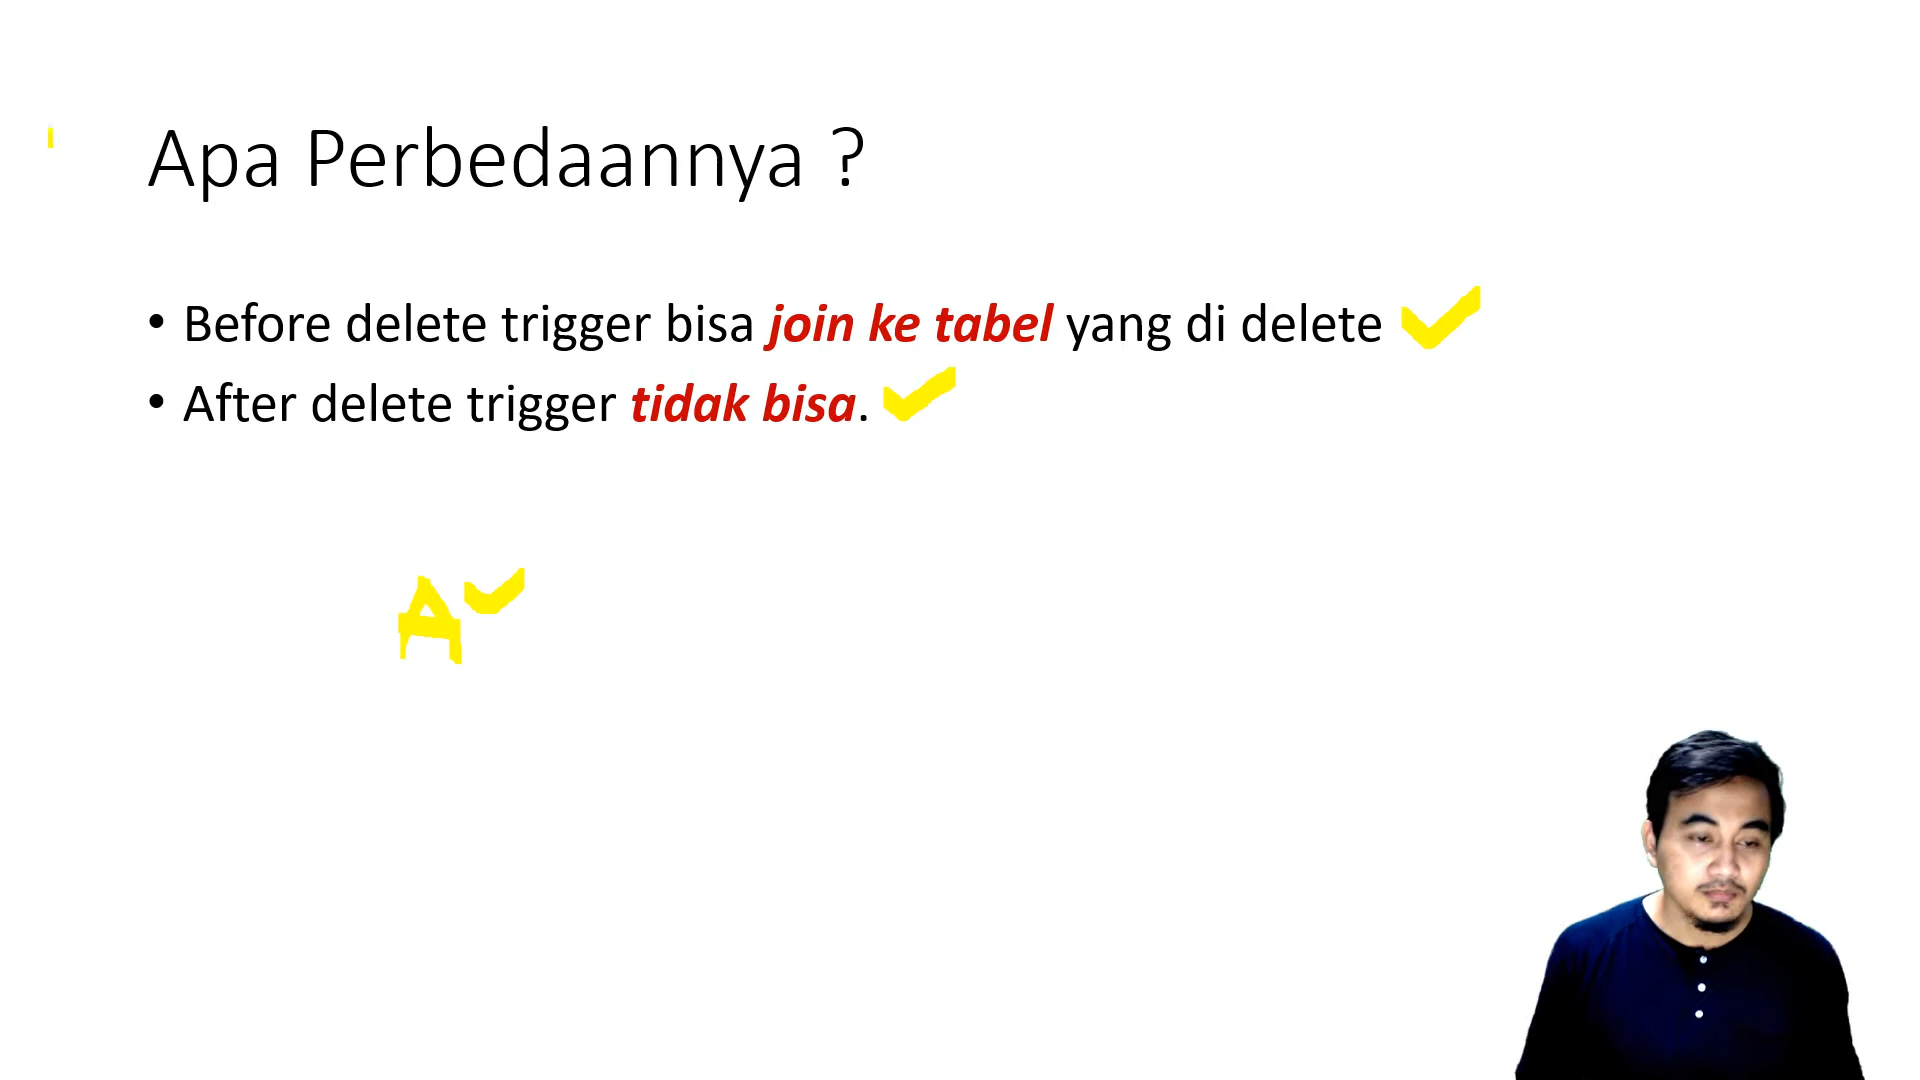 Apa Perbedaannya ?
• Before delete trigger bisa join ke tabel yang di delete
• After delete trigger tidak bisa.
A